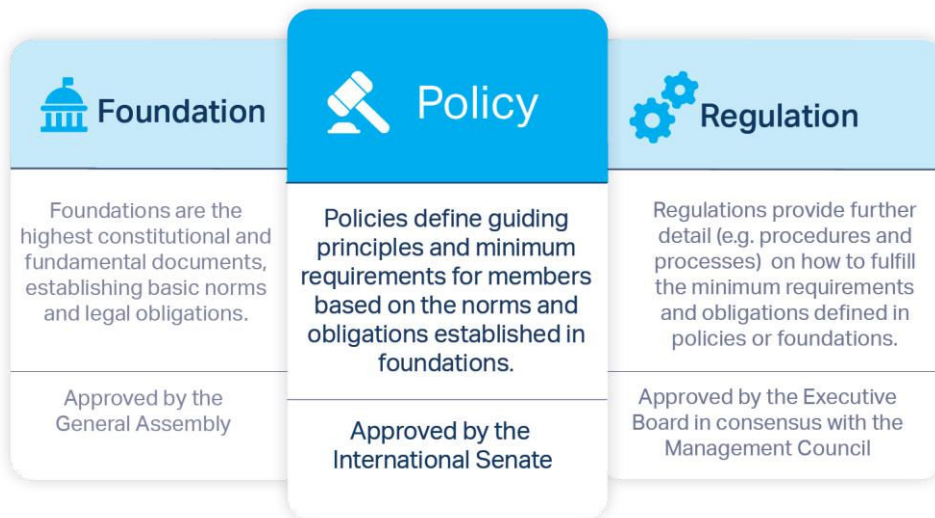 Foundation
Foundations are the
highest constitutional and
fundamental documents,
establishing basic norms
and legal obligations.
Approved by the
General Assembly
Policy
Policies define guiding
principles and minimum
requirements for members
based on the norms and
obligations established in
foundations.
Approved by the
International Senate
Regulation
Regulations provide further
detail (e.g. procedures and
processes) on how to fulfill
the minimum requirements
and obligations defined in
policies or foundations.
Approved by the Executive
Board in consensus with the
Management Council